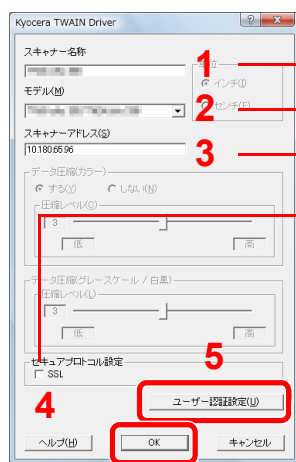 Kyocera TWAIN Driver
スキャナー名称
1
単位
インチ(I)
モデル(M)
2
センチ(E)
スキャナーアドレス(S)
10.180.65.96
3
データ圧縮(カラー)
する(Y) しない(N)
圧縮レベル(C)
3
低 高
データ圧縮(グレースケール / 白黒)
圧縮レベル(L)
3
低 高
セキュアプロトコル設定
SSL
5
4
ユーザー認証設定(U)
ヘルプ(H) OK キャンセル